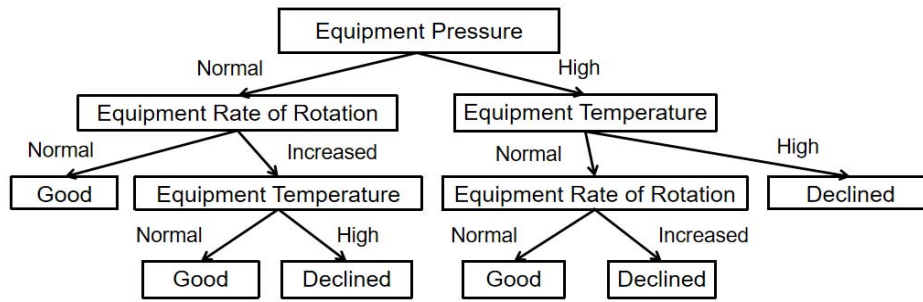 Equipment Pressure
Normal
High
Equipment Rate of Rotation
Equipment Temperature
Normal
Increased
Normal
High
Good
Equipment Temperature
Equipment Rate of Rotation
Declined
Normal
High
Normal
Increased
Good
Declined
Good
Declined